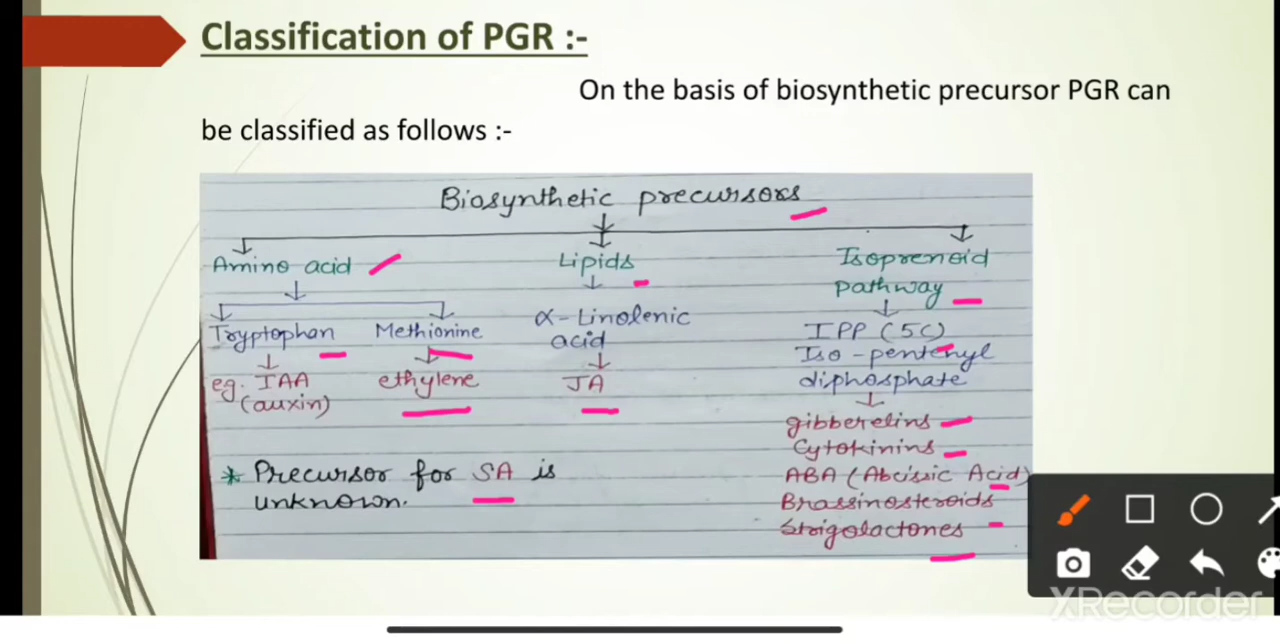 Classification of PGR :-
On the basis of biosynthetic precursor PGR can
be classified as follows :-
Biosynthetic precursors
Amino acid
Lipids
Isoprenoid
pathway
Tryptophan
Methionine
α-Linolenic
acid
IPP (5C)
Iso-pentenyl
diphosphate
eg. IAA
(auxin)
ethylene
JA
gibberelins
Cytokinins
ABA (Abcissic Acid)
Brassinosteroids
Strigolactones
* Precursor for SA is
unknown.
XRecorder